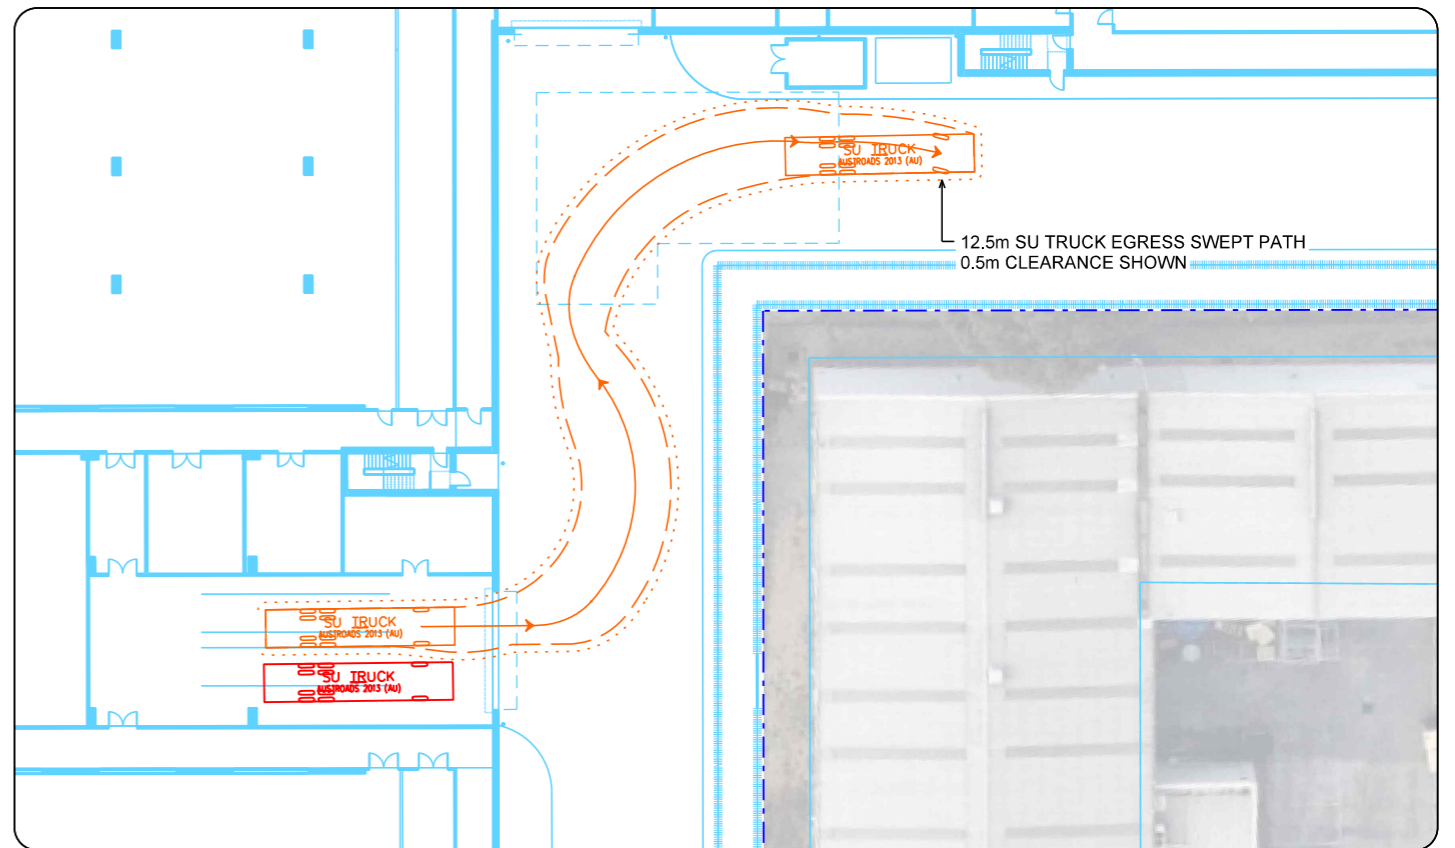 SU TRUCK
AUSTROADS 2013 (AU)
12.5m SU TRUCK EGRESS SWEPT PATH
0.5m CLEARANCE SHOWN
SU TRUCK
AUSTROADS 2013 (AU)
SU TRUCK
AUSTROADS 2013 (AU)